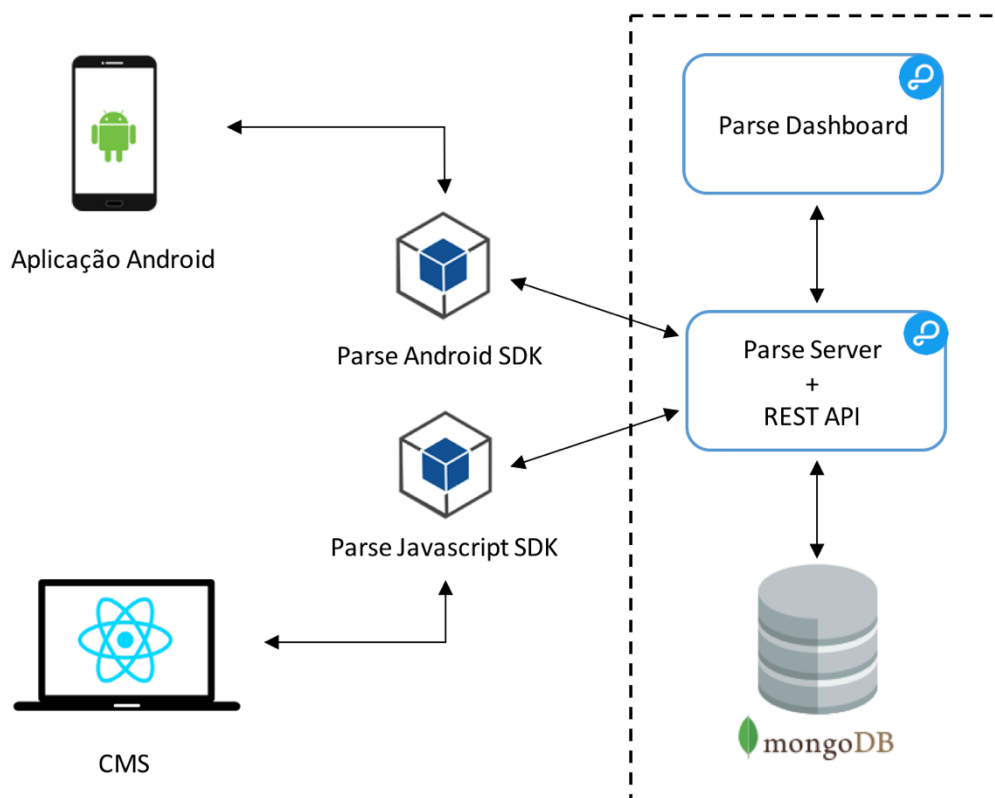 Parse Dashboard
Aplicação Android
Parse Android SDK
Parse Server
+
REST API
Parse Javascript SDK
mongoDB
CMS